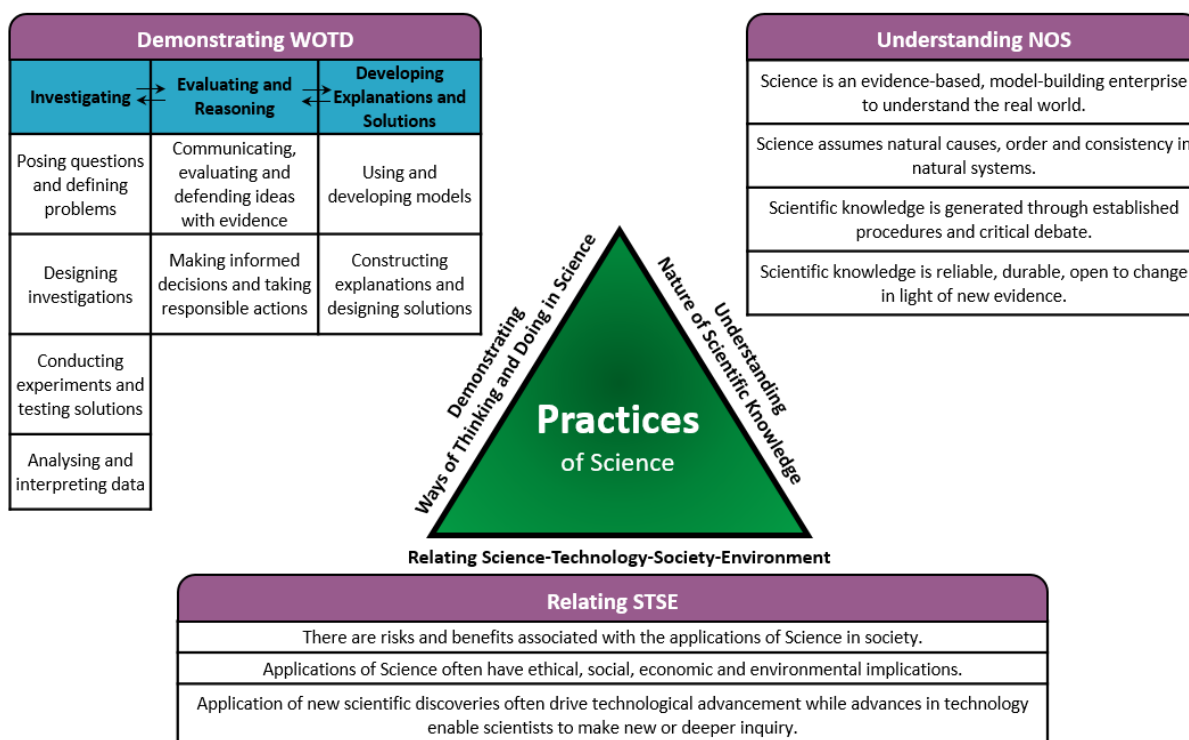 Demonstrating WOTD
Investigating
Evaluating and
Reasoning
Developing
Explanations and
Solutions
Posing questions
and defining
problems
Communicating,
evaluating and
defending ideas
with evidence
Using and
developing models
Designing
investigations
Making informed
decisions and taking
responsible actions
Constructing
explanations and
designing solutions
Conducting
experiments and
testing solutions
Analysing and
interpreting data
Understanding NOS
Science is an evidence-based, model-building enterprise
to understand the real world.
Science assumes natural causes, order and consistency in
natural systems.
Scientific knowledge is generated through established
procedures and critical debate.
Scientific knowledge is reliable, durable, open to change
in light of new evidence.
Demonstrating
Ways of Thinking and Doing in Science
Understanding
Nature of Scientific Knowledge
Practices
of Science
Relating Science-Technology-Society-Environment
Relating STSE
There are risks and benefits associated with the applications of Science in society.
Applications of Science often have ethical, social, economic and environmental implications.
Application of new scientific discoveries often drive technological advancement while advances in technology
enable scientists to make new or deeper inquiry.